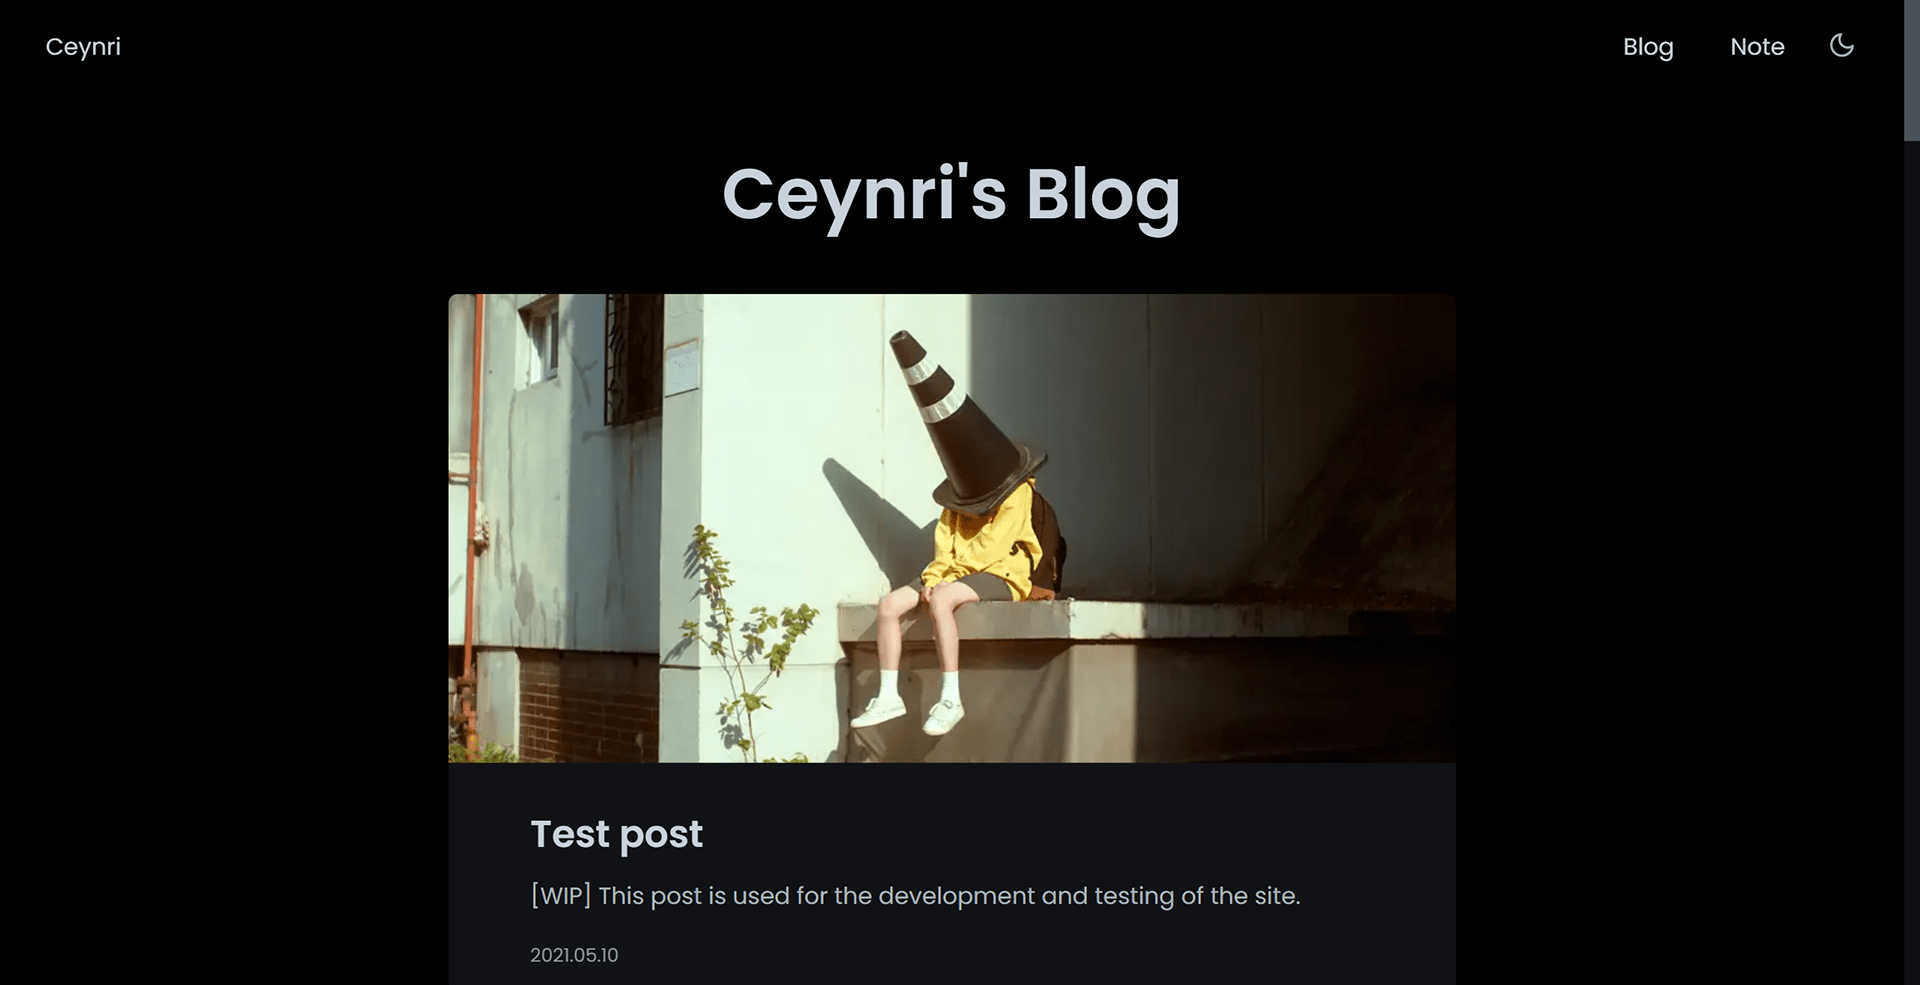 Ceynri
Blog
Note
Ceynri's Blog
Test post
[WIP] This post is used for the development and testing of the site.
2021.05.10